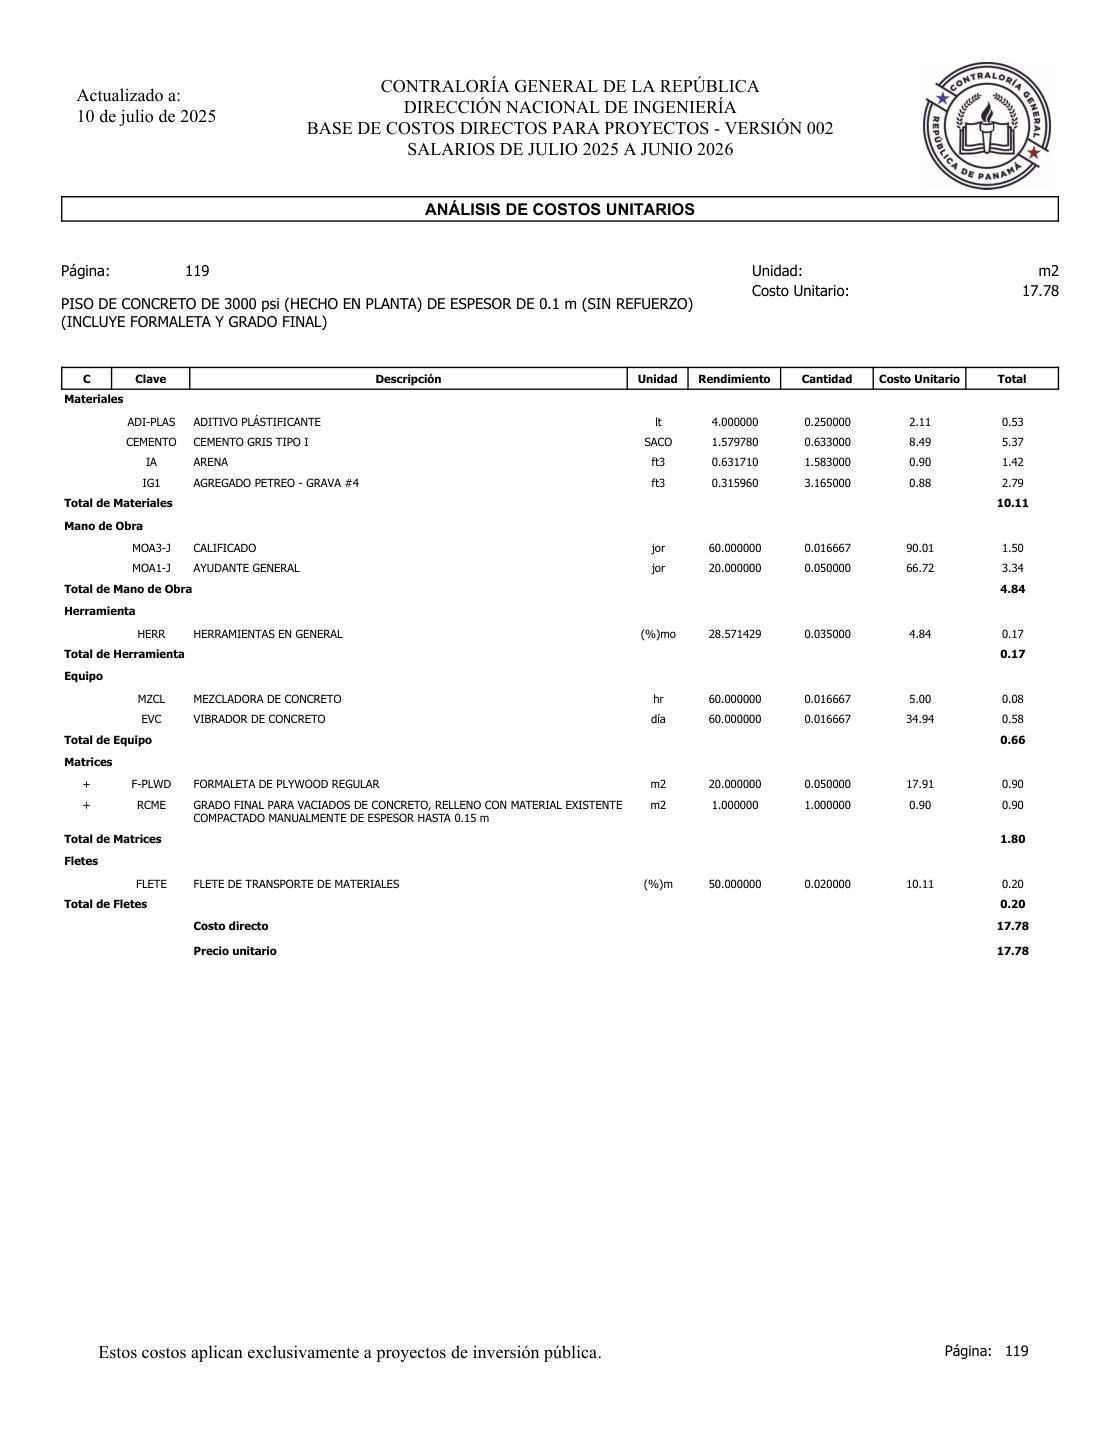 Actualizado a:
10 de julio de 2025
CONTRALORÍA GENERAL DE LA REPÚBLICA
DIRECCIÓN NACIONAL DE INGENIERÍA
BASE DE COSTOS DIRECTOS PARA PROYECTOS - VERSIÓN 002
SALARIOS DE JULIO 2025 A JUNIO 2026
CONTRALORÍA GENERAL
REPÚBLICA DE PANAMÁ
ANÁLISIS DE COSTOS UNITARIOS
Página: 119 Unidad: m2
Costo Unitario: 17.78
PISO DE CONCRETO DE 3000 psi (HECHO EN PLANTA) DE ESPESOR DE 0.1 m (SIN REFUERZO)
(INCLUYE FORMALETA Y GRADO FINAL)
C Clave Descripción Unidad Rendimiento Cantidad Costo Unitario Total
Materiales
ADI-PLAS ADITIVO PLÁSTIFICANTE lt 4.000000 0.250000 2.11 0.53
CEMENTO CEMENTO GRIS TIPO I SACO 1.579780 0.633000 8.49 5.37
IA ARENA ft3 0.631710 1.583000 0.90 1.42
IG1 AGREGADO PETREO - GRAVA #4 ft3 0.315960 3.165000 0.88 2.79
Total de Materiales 10.11
Mano de Obra
MOA3-J CALIFICADO jor 60.000000 0.016667 90.01 1.50
MOA1-J AYUDANTE GENERAL jor 20.000000 0.050000 66.72 3.34
Total de Mano de Obra 4.84
Herramienta
HERR HERRAMIENTAS EN GENERAL (%)mo 28.571429 0.035000 4.84 0.17
Total de Herramienta 0.17
Equipo
MZCL MEZCLADORA DE CONCRETO hr 60.000000 0.016667 5.00 0.08
EVC VIBRADOR DE CONCRETO día 60.000000 0.016667 34.94 0.58
Total de Equipo 0.66
Matrices
+ F-PLWD FORMALETA DE PLYWOOD REGULAR m2 20.000000 0.050000 17.91 0.90
+ RCME GRADO FINAL PARA VACIADOS DE CONCRETO, RELLENO CON MATERIAL EXISTENTE m2 1.000000 1.000000 0.90 0.90
COMPACTADO MANUALMENTE DE ESPESOR HASTA 0.15 m
Total de Matrices 1.80
Fletes
FLETE FLETE DE TRANSPORTE DE MATERIALES (%)m 50.000000 0.020000 10.11 0.20
Total de Fletes 0.20
Costo directo 17.78
Precio unitario 17.78
Estos costos aplican exclusivamente a proyectos de inversión pública.
Página: 119